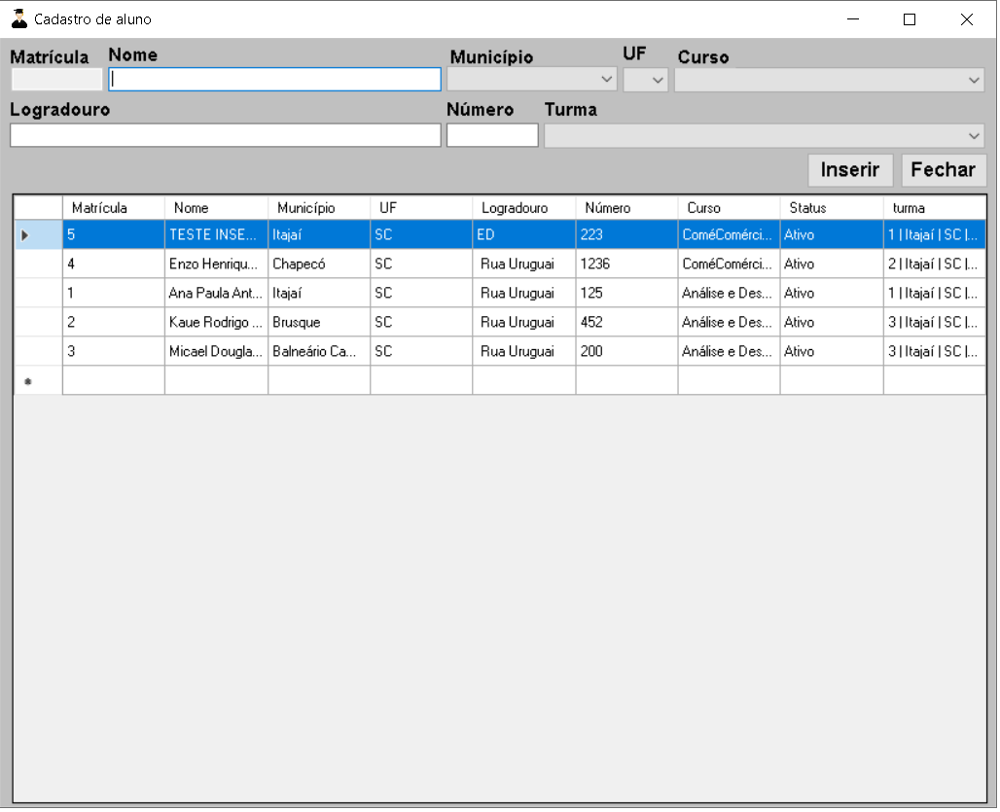 Cadastro de aluno
Matrícula Nome Município UF Curso
Logradouro Número Turma
Inserir Fechar
Matrícula Nome Município UF Logradouro Número Curso Status turma
5 TESTE INSE... Itajaí SC ED 223 ComéComérci... Ativo 1 | Itajaí | SC |...
4 Enzo Henriqu... Chapecó SC Rua Uruguai 1236 ComéComérci... Ativo 2 | Itajaí | SC |...
1 Ana Paula Ant... Itajaí SC Rua Uruguai 125 Análise e Des... Ativo 1 | Itajaí | SC |...
2 Kaue Rodrigo ... Brusque SC Rua Uruguai 452 Análise e Des... Ativo 3 | Itajaí | SC |...
3 Micael Dougla... Balneário Ca... SC Rua Uruguai 200 Análise e Des... Ativo 3 | Itajaí | SC |...